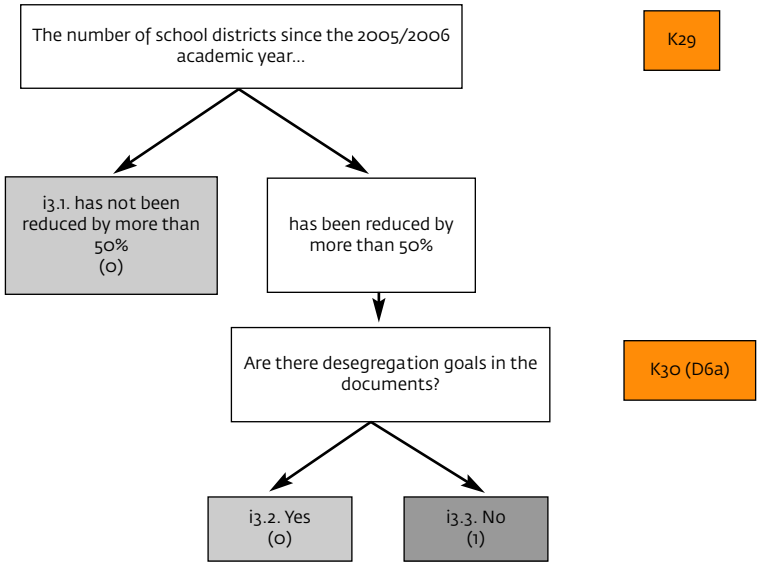 The number of school districts since the 2005/2006
academic year...
K29
i3.1. has not been
reduced by more than
50%
(0)
has been reduced by
more than 50%
Are there desegregation goals in the
documents?
K30 (D6a)
i3.2. Yes
(0)
i3.3. No
(1)